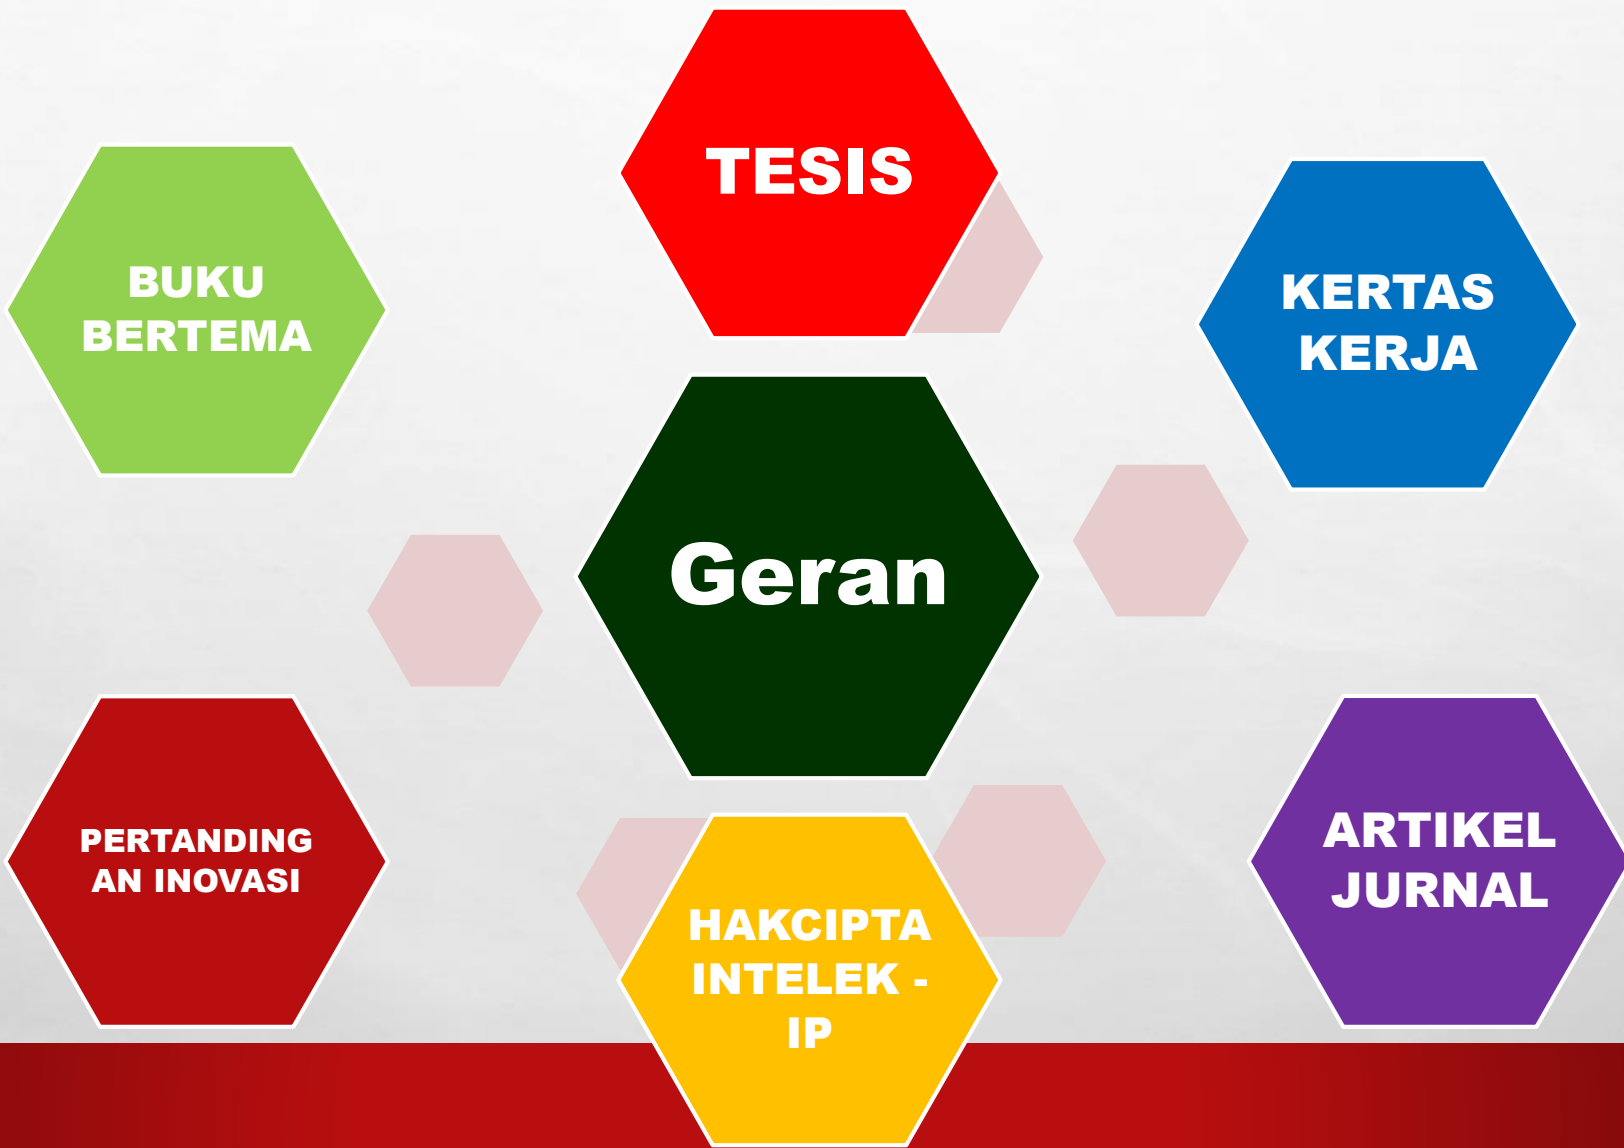 TESIS
BUKU
BERTEMA
KERTAS
KERJA
Geran
PERTANDING
AN INOVASI
HAKCIPTA
INTELEK -
IP
ARTIKEL
JURNAL